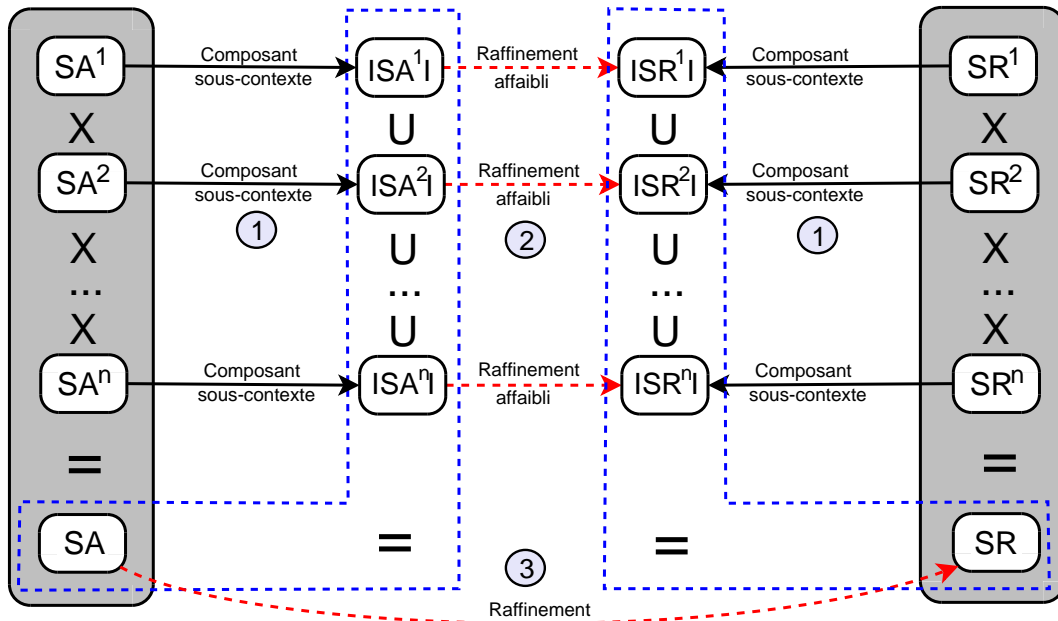 SA¹ Composant sous-contexte ISA¹I Raffinement affaibli ISR¹I Composant sous-contexte SR¹
X U U X
SA² Composant sous-contexte ISA²I Raffinement affaibli ISR²I Composant sous-contexte SR²
1 2 1
X U U X
... ... ... ...
X U U X
SAⁿ Composant sous-contexte ISAⁿI Raffinement affaibli ISRⁿI Composant sous-contexte SRⁿ
= =
SA = = SR
3
Raffinement